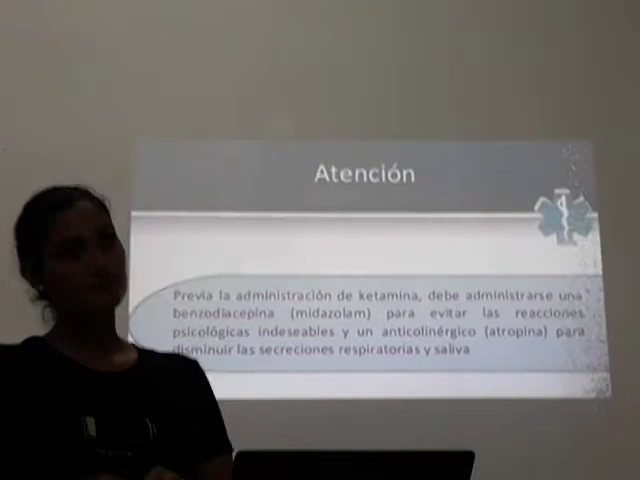 Atención
Previa la administración de ketamina, debe administrarse una
benzodiacepina (midazolam) para evitar las reacciones
psicológicas indeseables y un anticolinérgico (atropina) para
disminuir las secreciones respiratorias y saliva